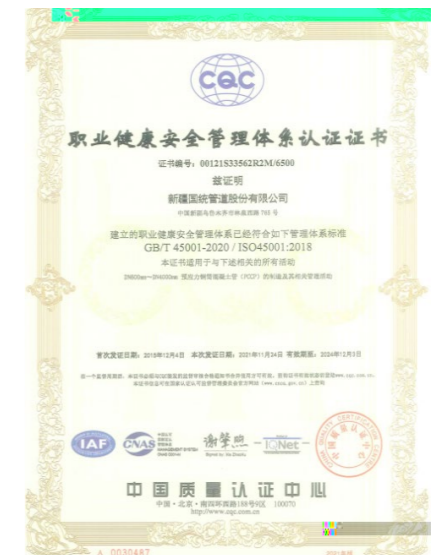 CQC
职业健康安全管理体系认证证书
证书编号：00121S33562R2M/6500
兹证明
新疆国统管道股份有限公司
建立的职业健康安全管理体系已经符合如下管理体系标准
GB/T 45001-2020 / ISO45001:2018
本证书适用于与下述相关的所有活动
首次发证日期：2015年12月4日 本次发证日期：2021年11月24日 有效期至：2024年12月3日
IAF
CNAS
IQNet
中国质量认证中心
中国·北京·南四环西路188号9区 100070
http://www.cqc.com.cn
A 0030487